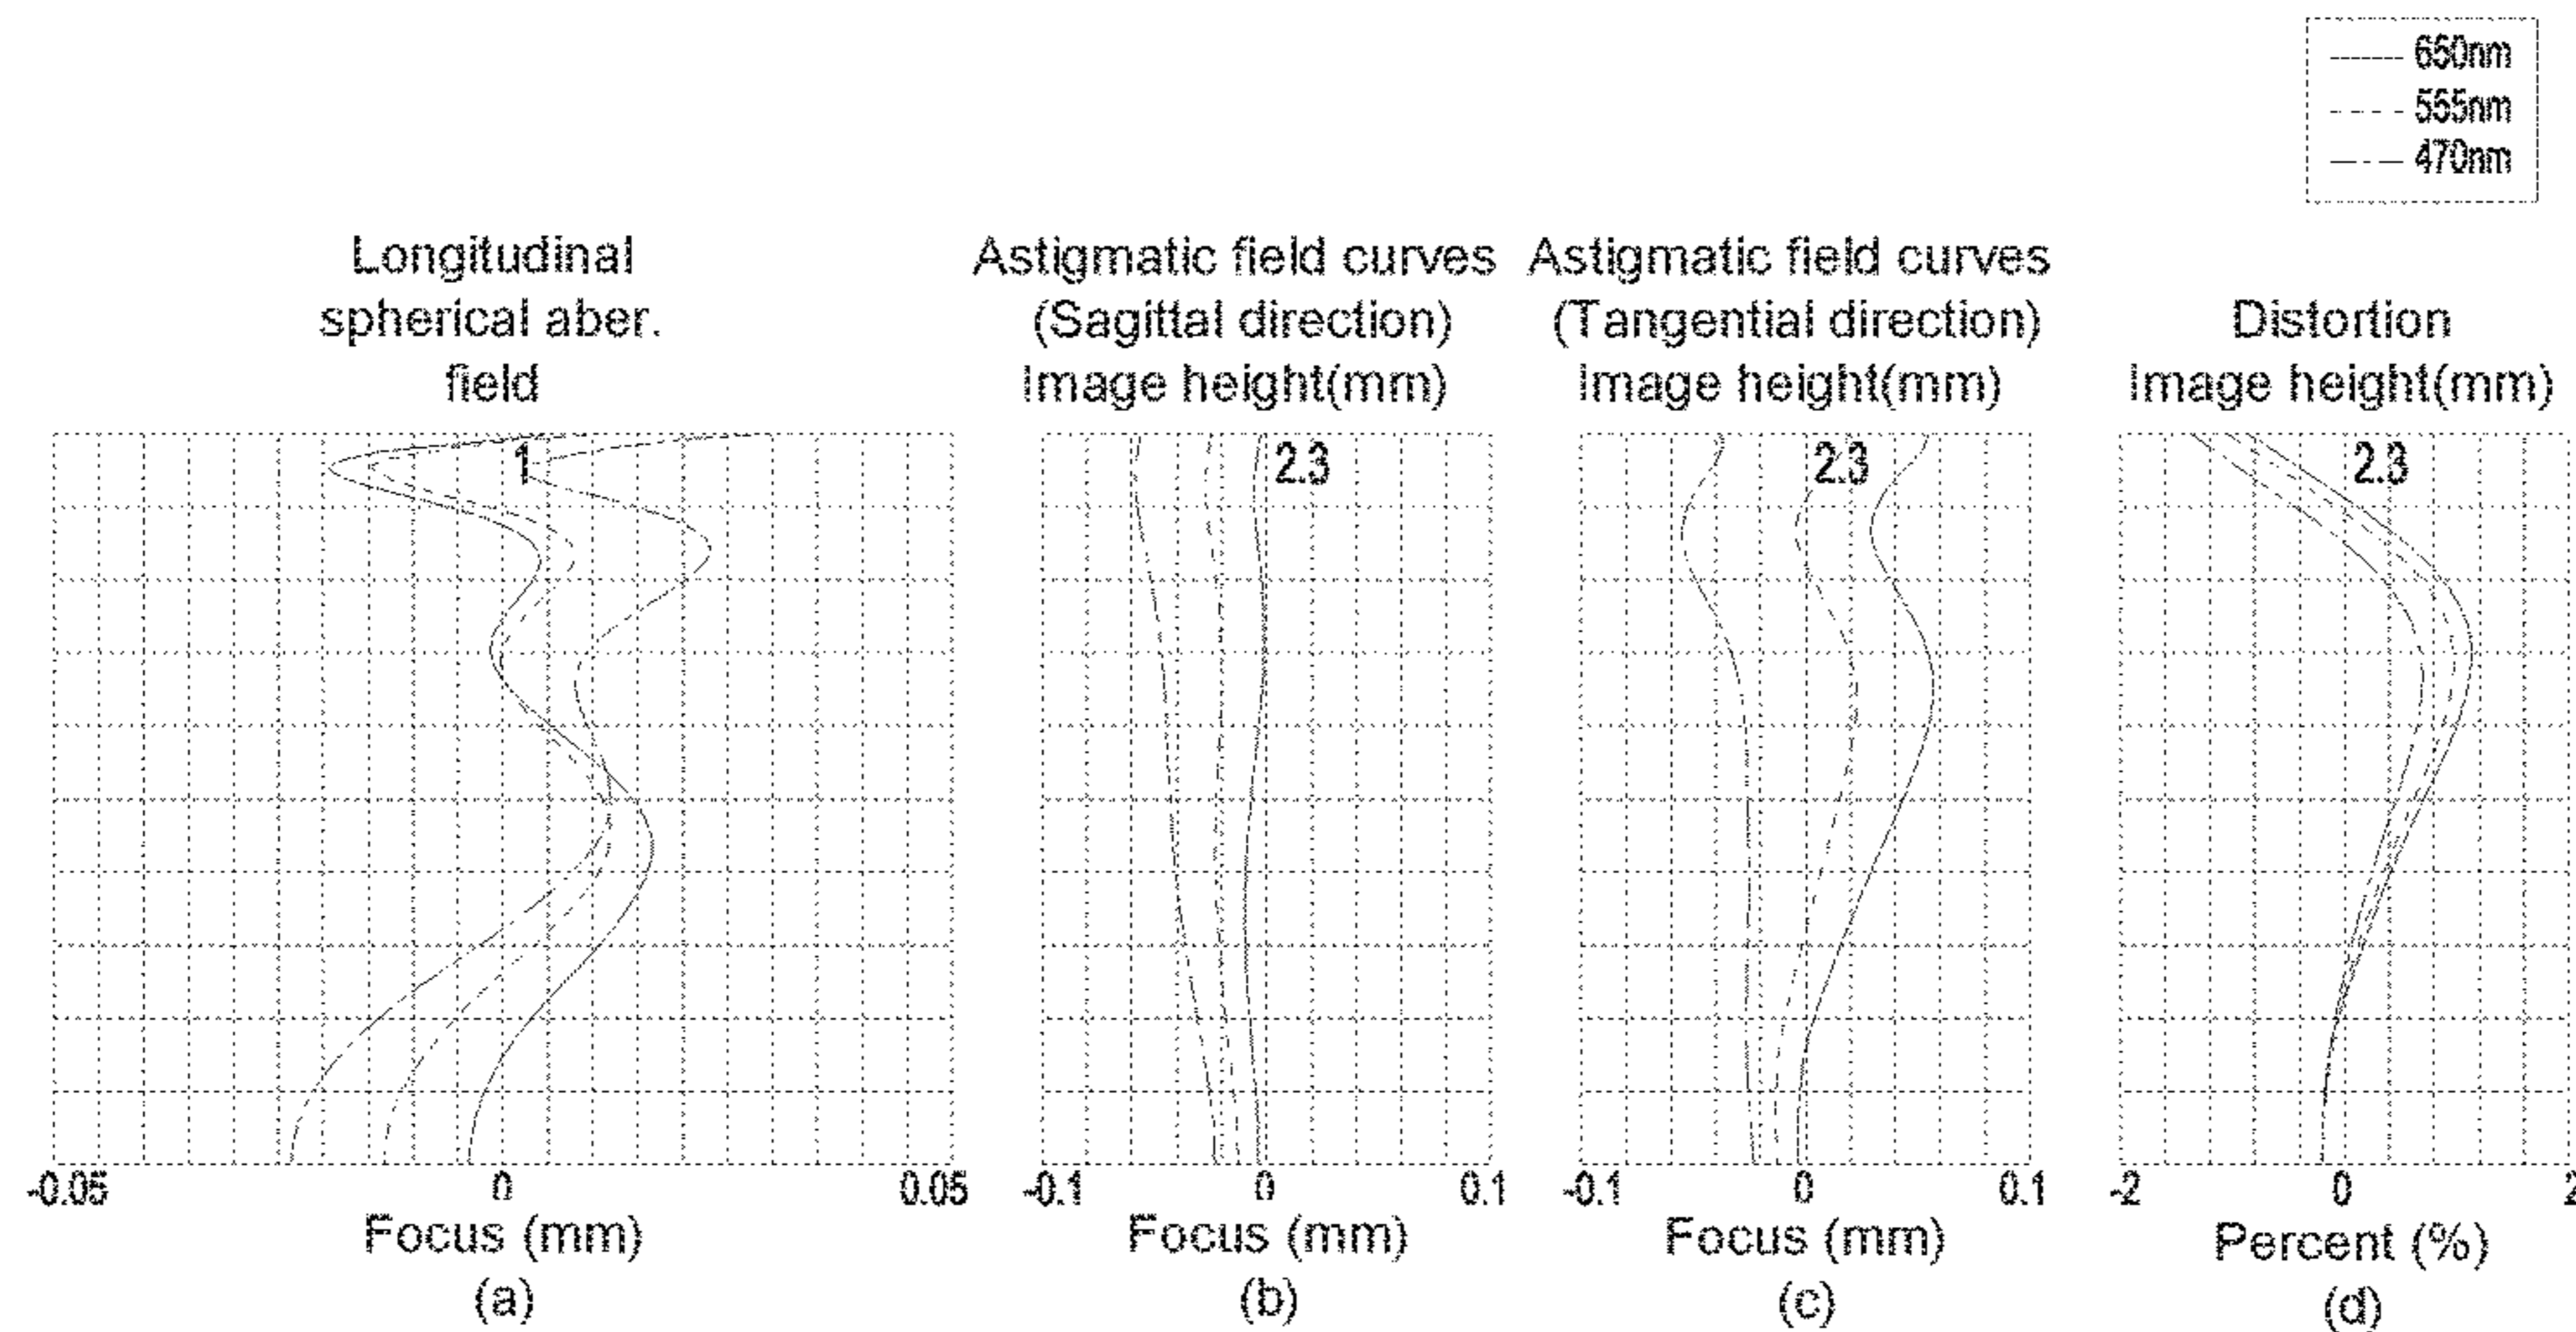 650nm
555nm
470nm
Longitudinal
spherical aber.
field
1
-0.05 0 0.05
Focus (mm)
(a)
Astigmatic field curves
(Sagittal direction)
Image height(mm)
2.3
-0.1 0 0.1
Focus (mm)
(b)
Astigmatic field curves
(Tangential direction)
Image height(mm)
2.3
-0.1 0 0.1
Focus (mm)
(c)
Distortion
Image height(mm)
2.3
-2 0 2
Percent (%)
(d)